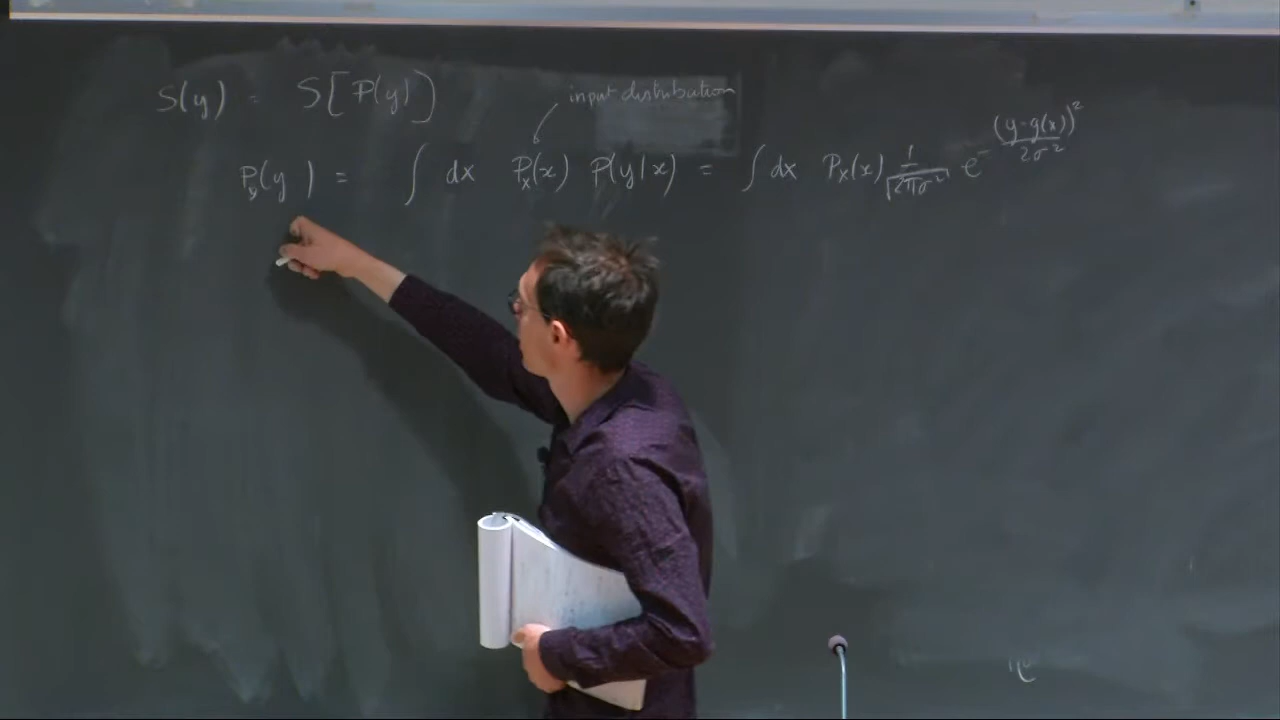 S(y) = S[P(y)]
input distribution
P_y(y) = ∫ dx P_x(x) P(y|x) = ∫ dx P_x(x) 1/√(2πσ²) e^{-(y-g(x))²/2σ²}